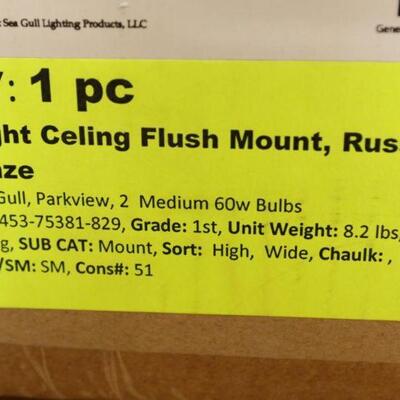 Sea Gull Lighting Products, LLC
: 1 pc
ght Celing Flush Mount, Rus
ze
Gull, Parkview, 2 Medium 60w Bulbs
453-75381-829, Grade: 1st, Unit Weight: 8.2 lbs,
g, SUB CAT: Mount, Sort: High, Wide, Chaulk: ,
/SM: SM, Cons#: 51